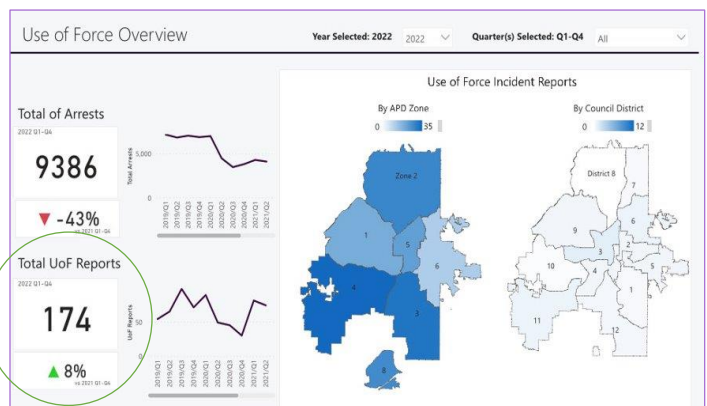 Use of Force Overview
Year Selected: 2022
2022
Quarter(s) Selected: Q1-Q4
All
Total of Arrests
2022 Q1-Q4
9386
-43%
vs 2021 Q1-Q4
Total Arrests
5,000
0
2019/Q1
2019/Q2
2019/Q3
2019/Q4
2020/Q1
2020/Q2
2020/Q3
2020/Q4
2021/Q1
2021/Q2
Total UoF Reports
2022 Q1-Q4
174
8%
vs 2021 Q1-Q4
UoF Reports
50
0
2019/Q1
2019/Q2
2019/Q3
2019/Q4
2020/Q1
2020/Q2
2020/Q3
2020/Q4
2021/Q1
2021/Q2
Use of Force Incident Reports
By APD Zone
0 35
Zone 2
1
5
6
4
3
8
By Council District
0 12
District 8
7
6
9
2
3
10
4
5
1
11
12